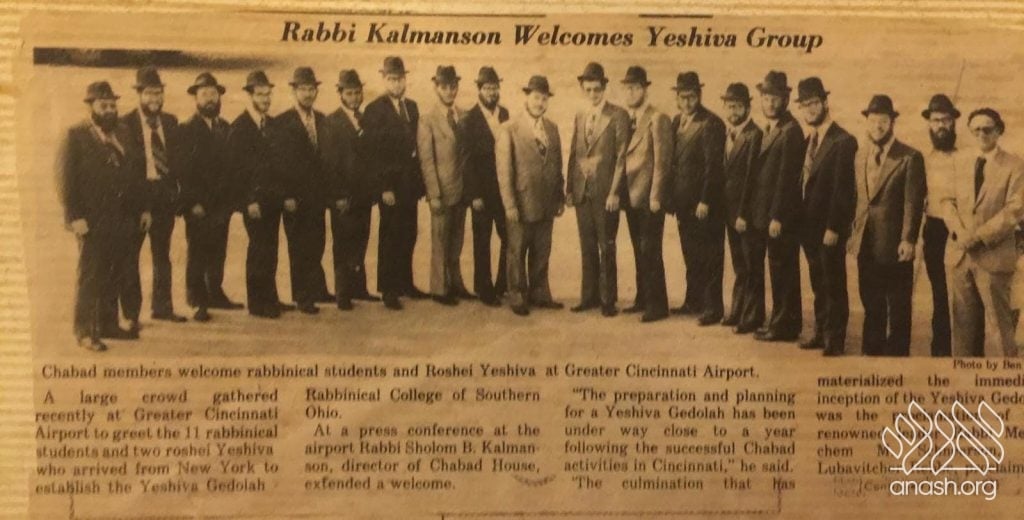 Rabbi Kalmanson Welcomes Yeshiva Group
Photo by Ben
Chabad members welcome rabbinical students and Roshei Yeshiva at Greater Cincinnati Airport.
A large crowd gathered
recently at Greater Cincinnati
Airport to greet the 11 rabbinical
students and two roshei Yeshiva
who arrived from New York to
establish the Yeshiva Gedolah
Rabbinical College of Southern
Ohio.
At a press conference at the
airport Rabbi Sholom B. Kalman-
son, director of Chabad House,
extended a welcome.
"The preparation and planning
for a Yeshiva Gedolah has been
under way close to a year
following the successful Chabad
activities in Cincinnati," he said.
"The culmination that has
materialized the immedi
inception of the Yeshiva Gedo
was the
renowned Me
chem M
Lubavitch
anash.org